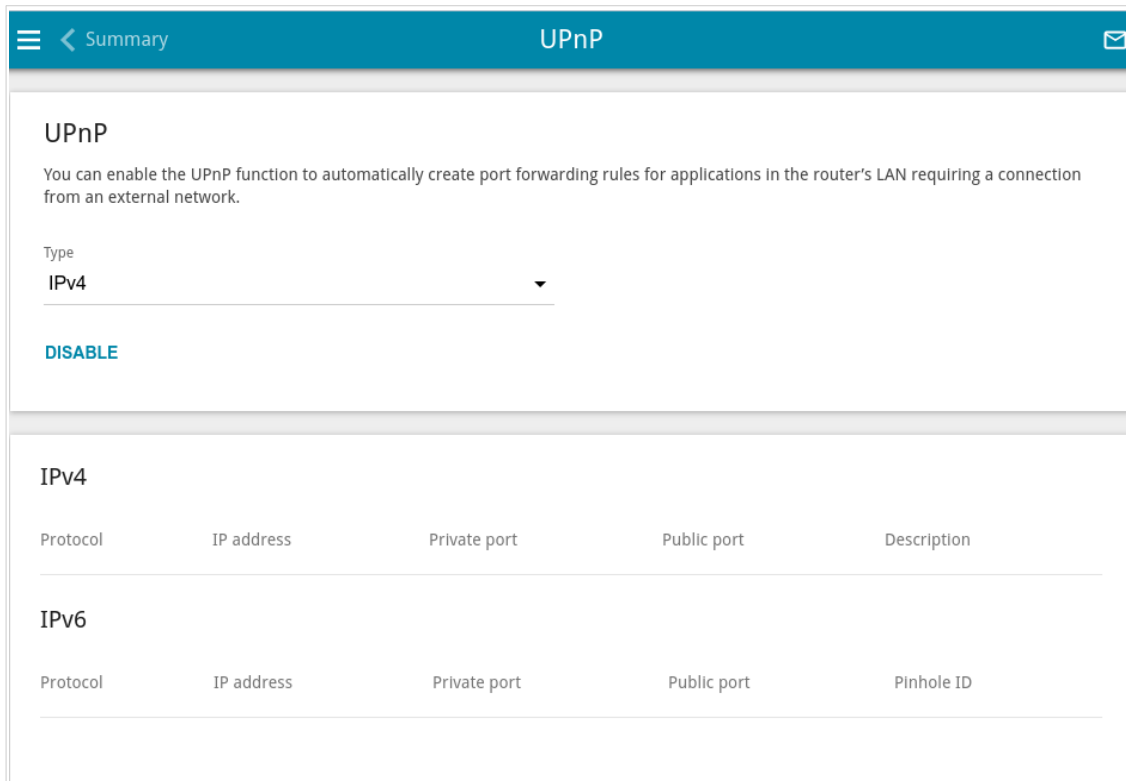 Summary
UPnP
UPnP
You can enable the UPnP function to automatically create port forwarding rules for applications in the router's LAN requiring a connection
from an external network.
Type
IPv4
DISABLE
IPv4
Protocol IP address Private port Public port Description
IPv6
Protocol IP address Private port Public port Pinhole ID